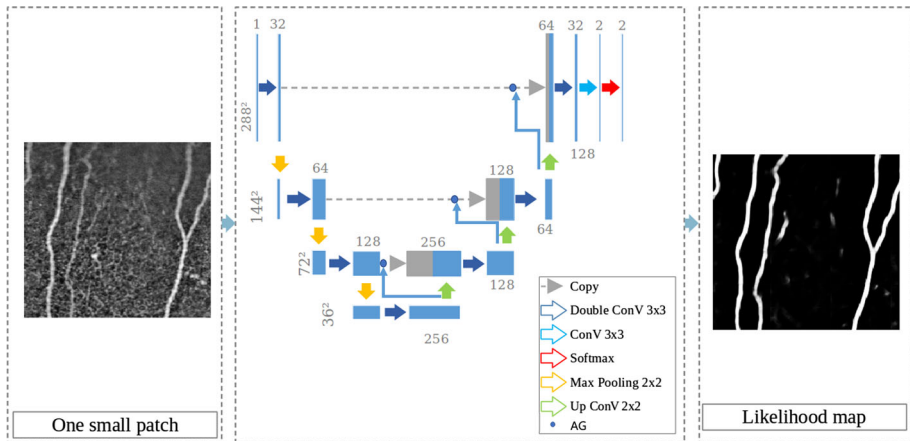 1 32
64 32 2 2
288²
128
64
128
144²
64
128
256
72²
128
36²
256
Copy
Double ConV 3x3
ConV 3x3
Softmax
Max Pooling 2x2
Up ConV 2x2
AG
One small patch
Likelihood map